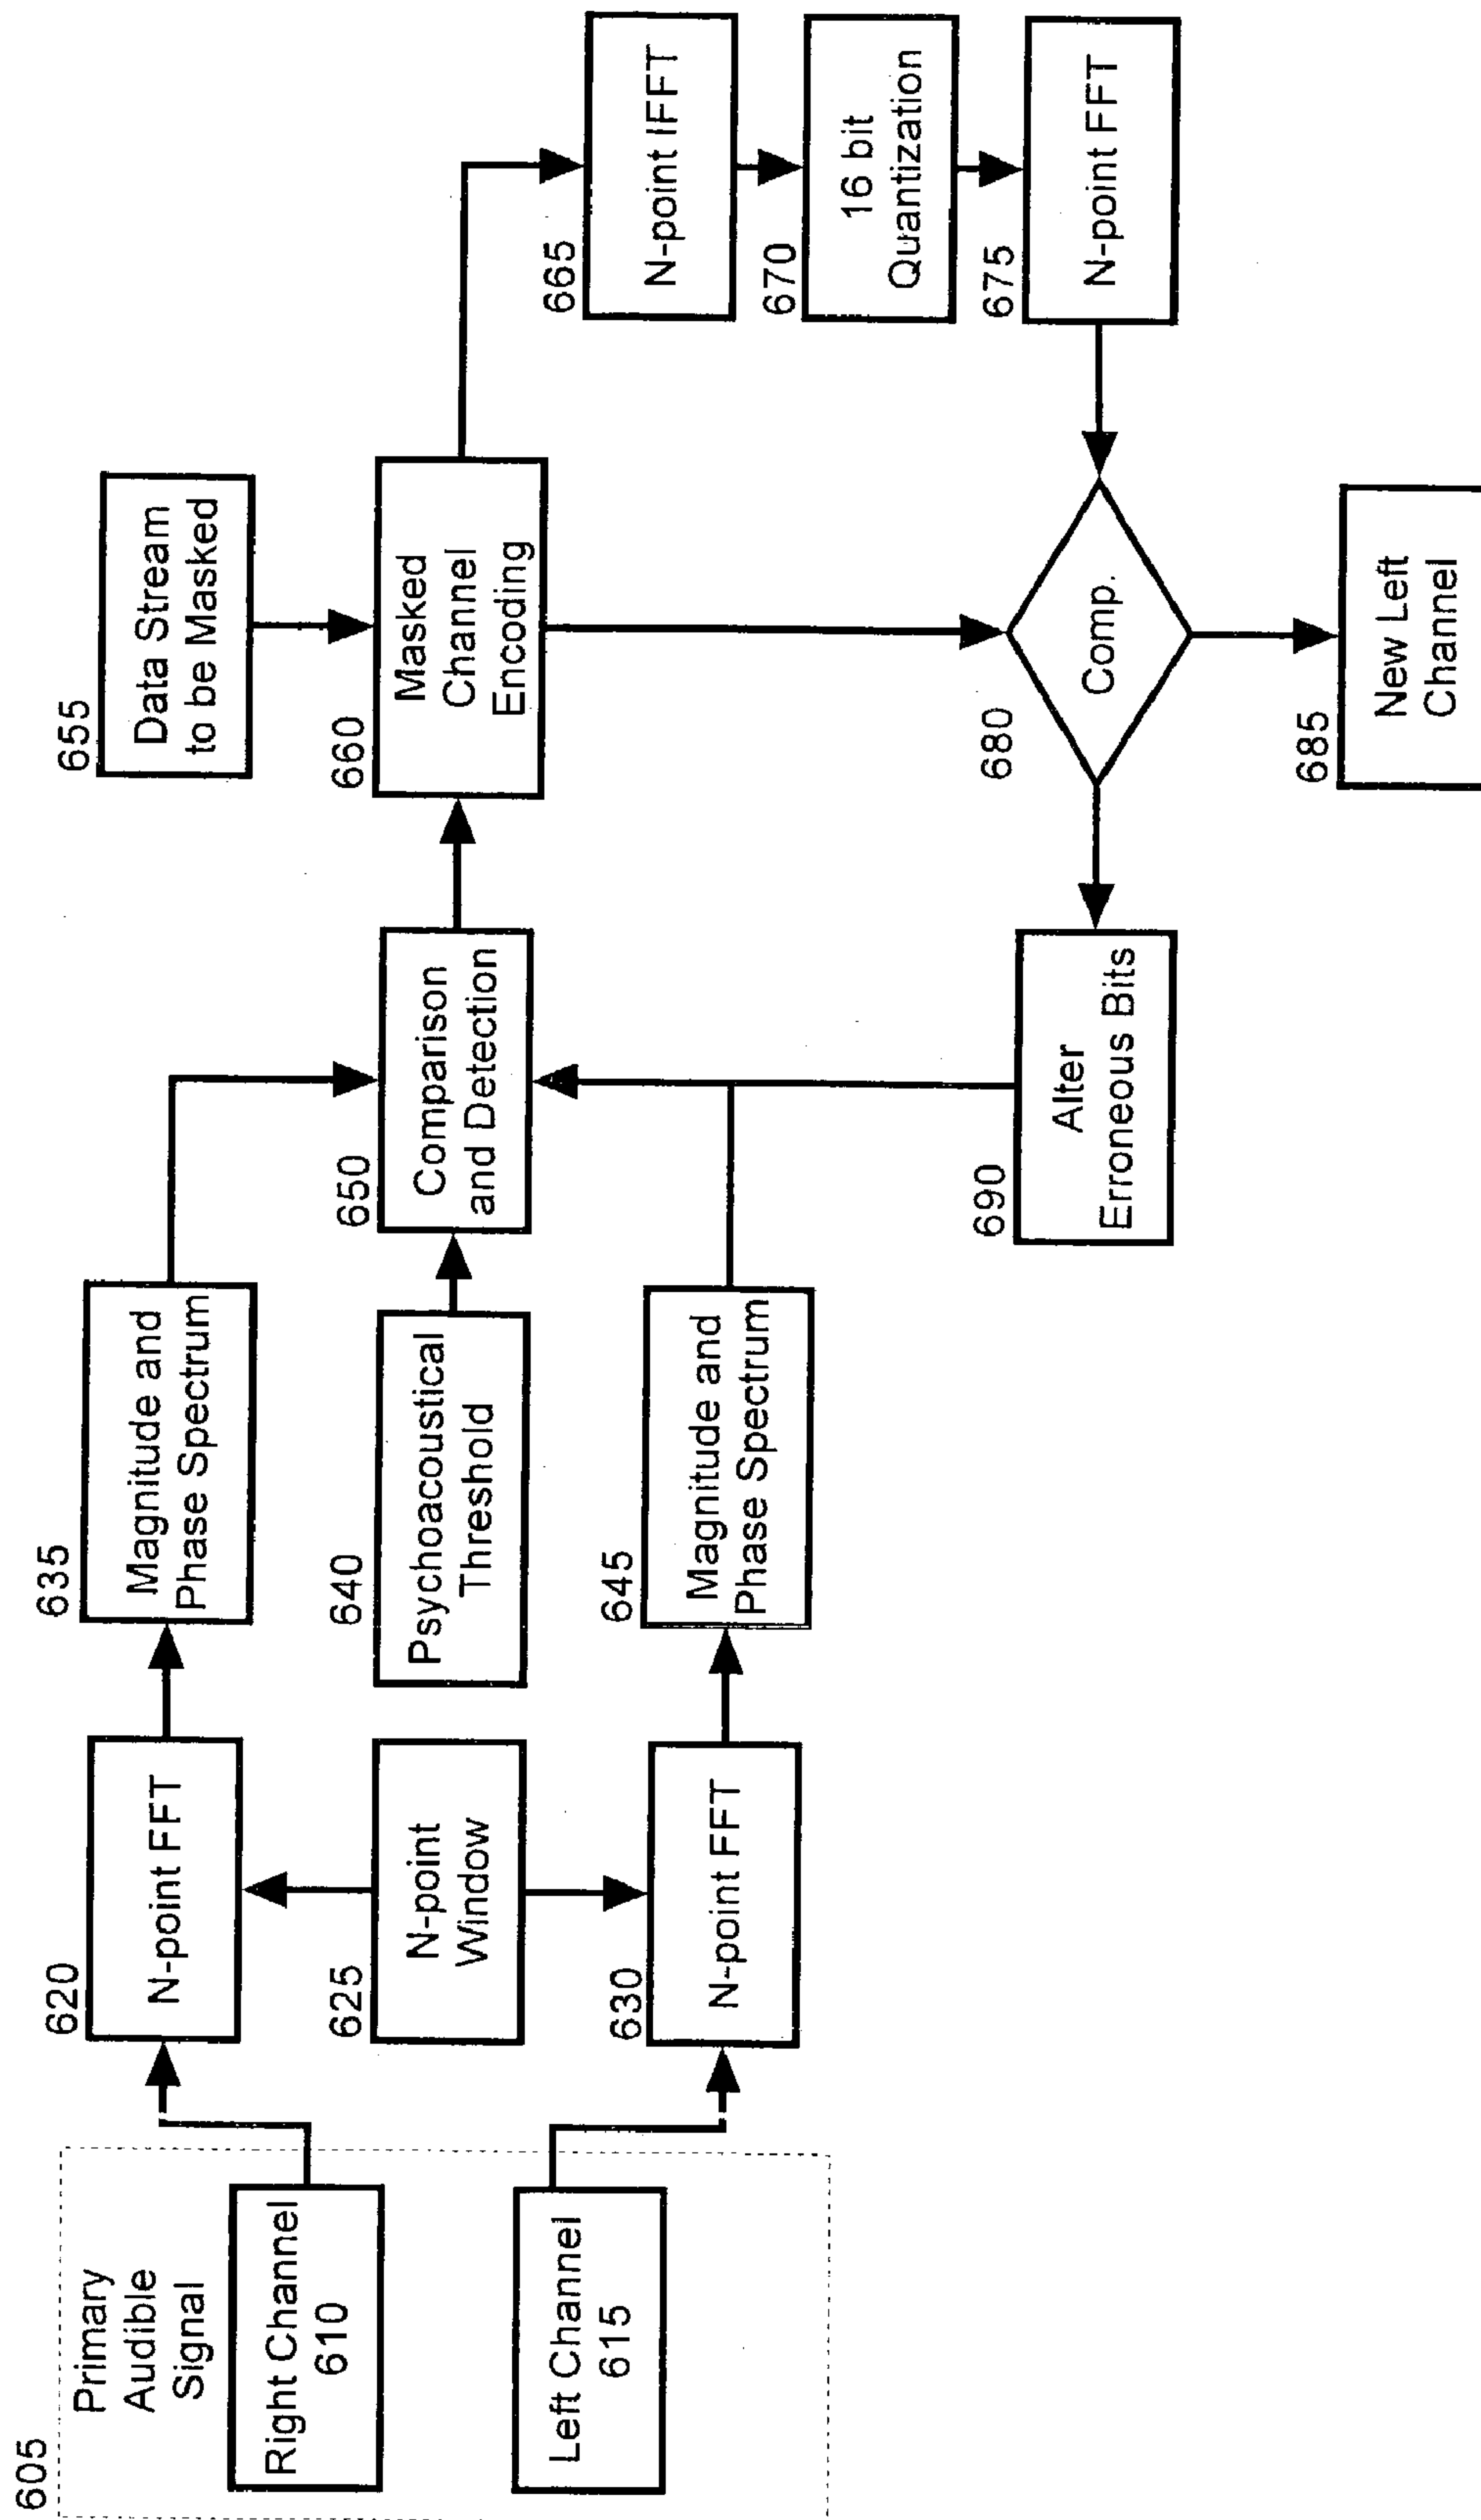 605
Primary
Audible
Signal
Right Channel
610
Left Channel
615
620
N-point FFT
625
N-point
Window
630
N-point FFT
635
Magnitude and
Phase Spectrum
640
Psychoacoustical
Threshold
645
Magnitude and
Phase Spectrum
650
Comparison
and Detection
655
Data Stream
to be Masked
660
Masked
Channel
Encoding
665
N-point IFFT
670
16 bit
Quantization
675
N-point FFT
680
Comp.
685
New Left
Channel
690
Alter
Erroneous Bits